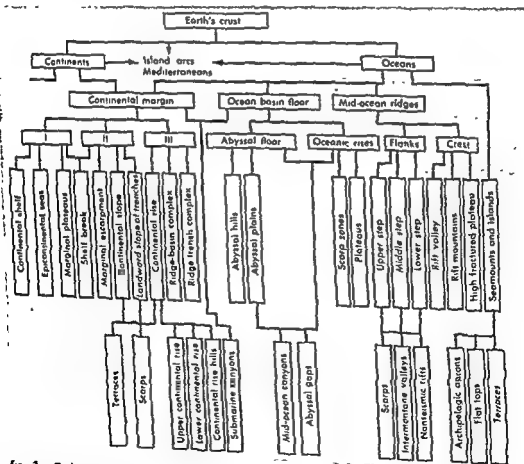 Earth's crust
Continents
Island arcs
Mediterraneans
Oceans
Continental margin
Ocean basin floor
Mid-ocean ridges
I
II
III
Abyssal floor
Oceanic rises
Flanks
Crest
Continental shelf
Epicontinental seas
Marginal plateaus
Shelf break
Marginal escarpment
Continental slope
Landward slope of trenches
Continental rise
Ridge-basin complex
Ridge trench complex
Abyssal hills
Abyssal plains
Scarp zones
Plateaus
Upper step
Middle step
Lower step
Rift valley
Rift mountains
High fractured plateau
Seamounts and islands
Terraces
Scarps
Upper continental rise
Lower continental rise
Continental rise hills
Submarine canyons
Mid-ocean canyons
Abyssal gaps
Scarps
Intermontane valleys
Nonseismic rifts
Archipelagic aprons
Flat tops
Terraces